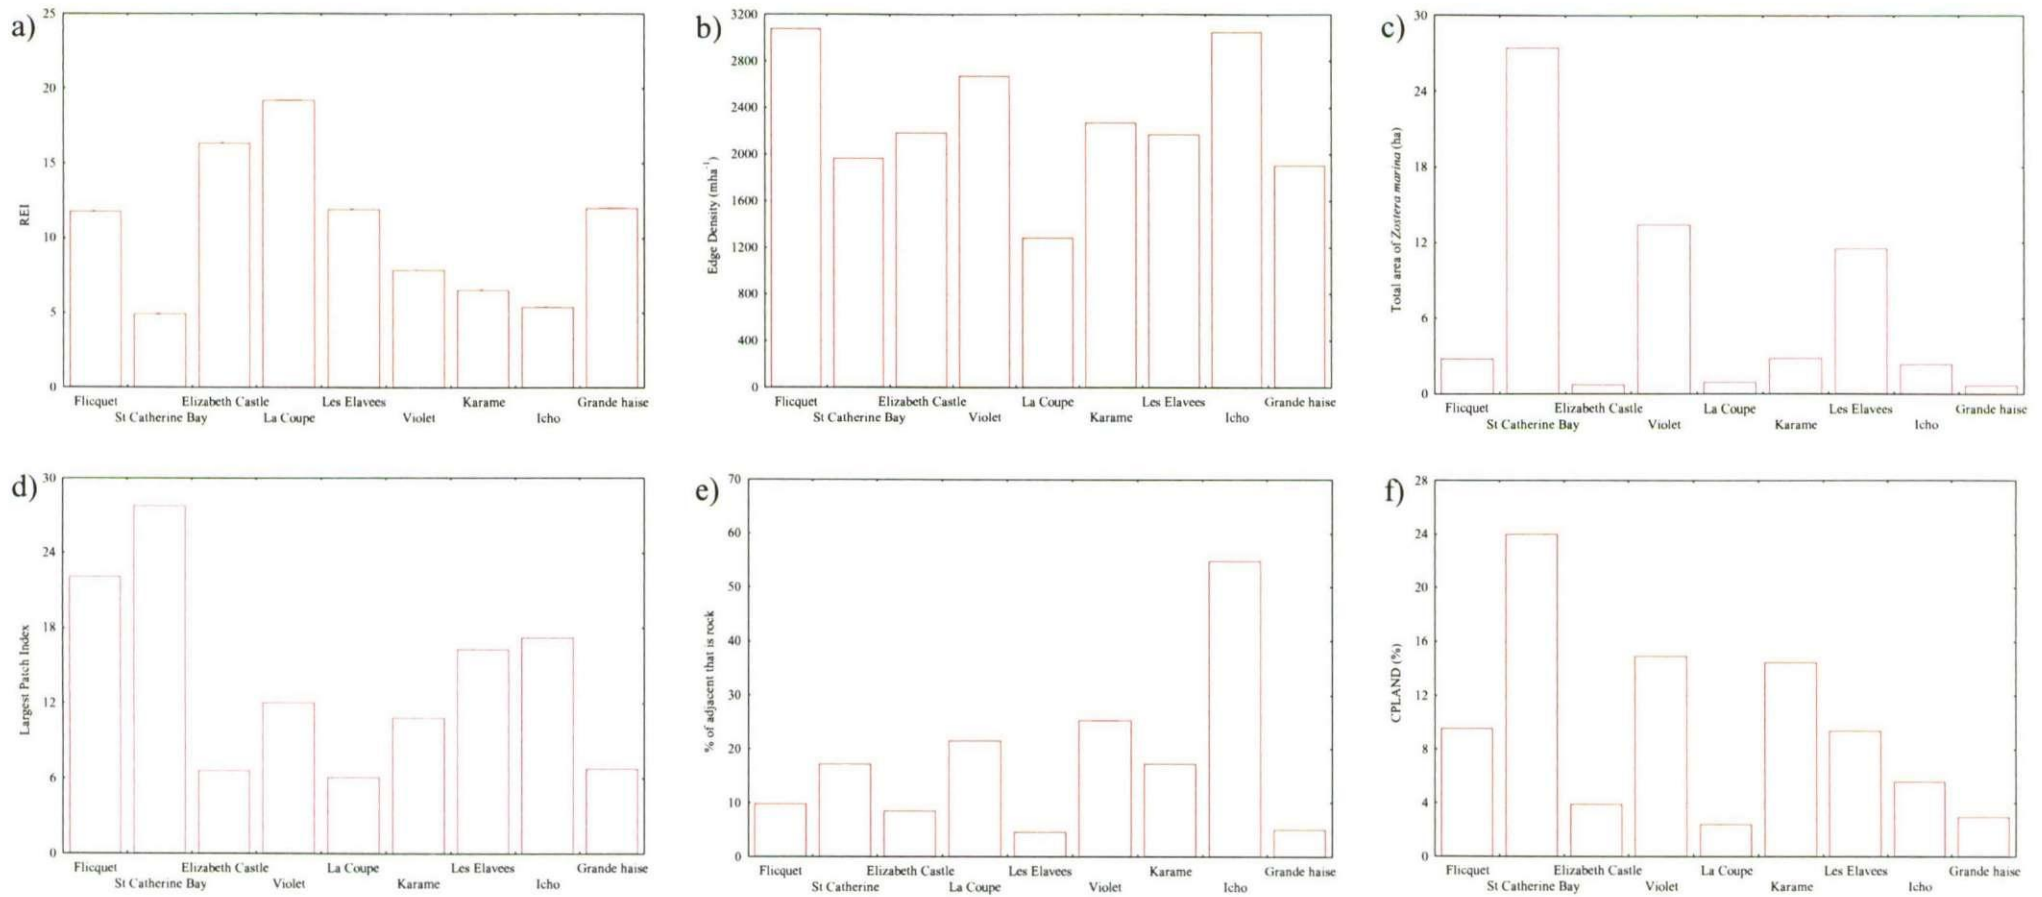 a)
25
20
15
10
5
0
REI
Flicquet
Elizabeth Castle
Les Elavees
Karame
Grande haise
St Catherine Bay
La Coupe
Violet
Icho
b)
3200
2800
2400
2000
1600
1200
800
400
0
Edge Density (mha⁻¹)
Flicquet
Elizabeth Castle
La Coupe
Les Elavees
Grande haise
St Catherine Bay
Violet
Karame
Icho
c)
30
24
18
12
6
0
Total area of Zostera marina (ha)
Flicquet
Elizabeth Castle
La Coupe
Les Elavees
Grande haise
St Catherine Bay
Violet
Karame
Icho
d)
30
24
18
12
6
0
Largest Patch Index
Flicquet
Elizabeth Castle
La Coupe
Les Elavees
Grande haise
St Catherine Bay
Violet
Karame
Icho
e)
70
60
50
40
30
20
10
0
% of adjacent that is rock
Flicquet
Elizabeth Castle
Les Elavees
Karame
Grande haise
St Catherine
La Coupe
Violet
Icho
f)
28
24
20
16
12
8
4
0
CPLAND (%)
Flicquet
Elizabeth Castle
La Coupe
Les Elavees
Grande haise
St Catherine Bay
Violet
Karame
Icho